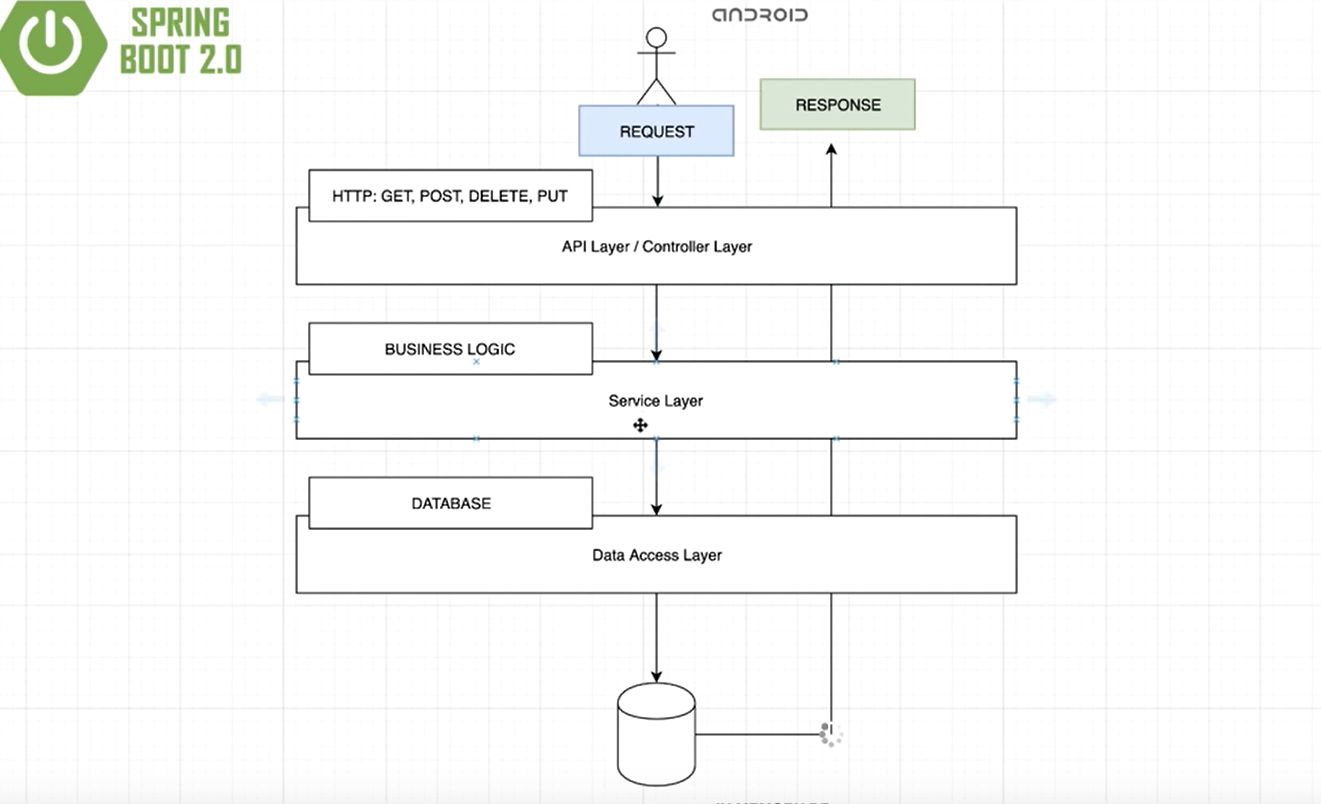 SPRING
BOOT 2.0
ANDROID
REQUEST
RESPONSE
HTTP: GET, POST, DELETE, PUT
API Layer / Controller Layer
BUSINESS LOGIC
Service Layer
DATABASE
Data Access Layer